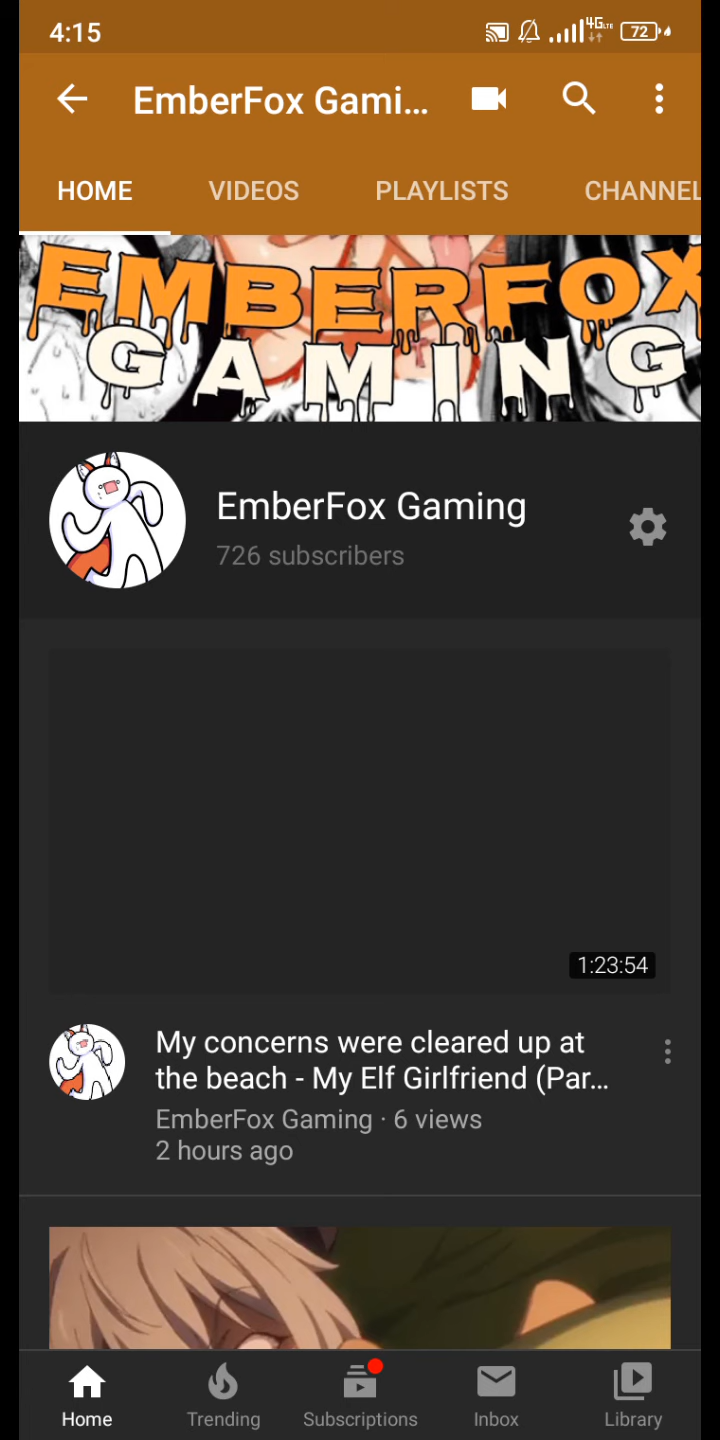 4:15
4G LTE
72
EmberFox Gami...
HOME
VIDEOS
PLAYLISTS
CHANNEL
EMBERFOX
GAMING
EmberFox Gaming
726 subscribers
1:23:54
My concerns were cleared up at
the beach - My Elf Girlfriend (Par...
EmberFox Gaming · 6 views
2 hours ago
Home
Trending
Subscriptions
Inbox
Library